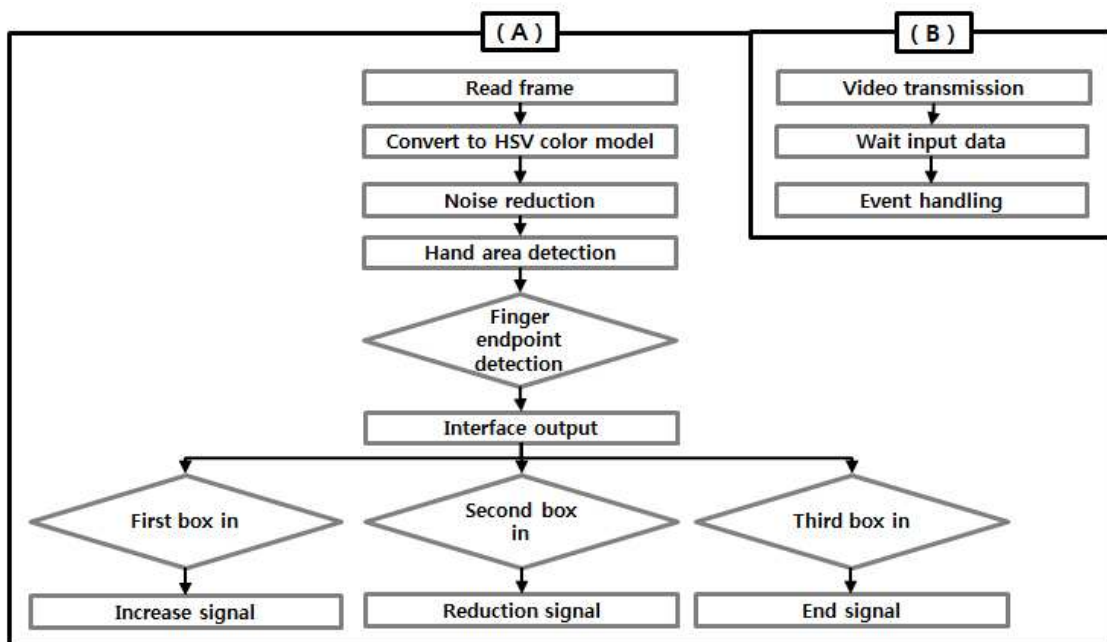 ( A )
Read frame
Convert to HSV color model
Noise reduction
Hand area detection
Finger
endpoint
detection
Interface output
First box in
Second box
in
Third box in
Increase signal
Reduction signal
End signal
( B )
Video transmission
Wait input data
Event handling